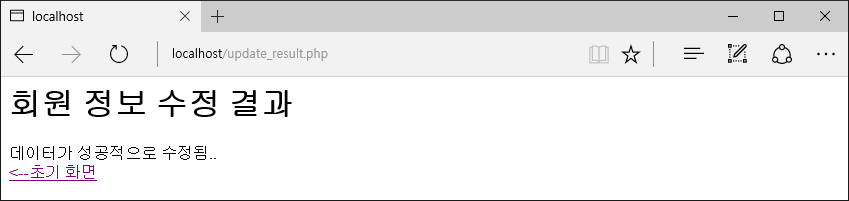 localhost
localhost/update_result.php
회원 정보 수정 결과
데이터가 성공적으로 수정됨..
<--초기 화면